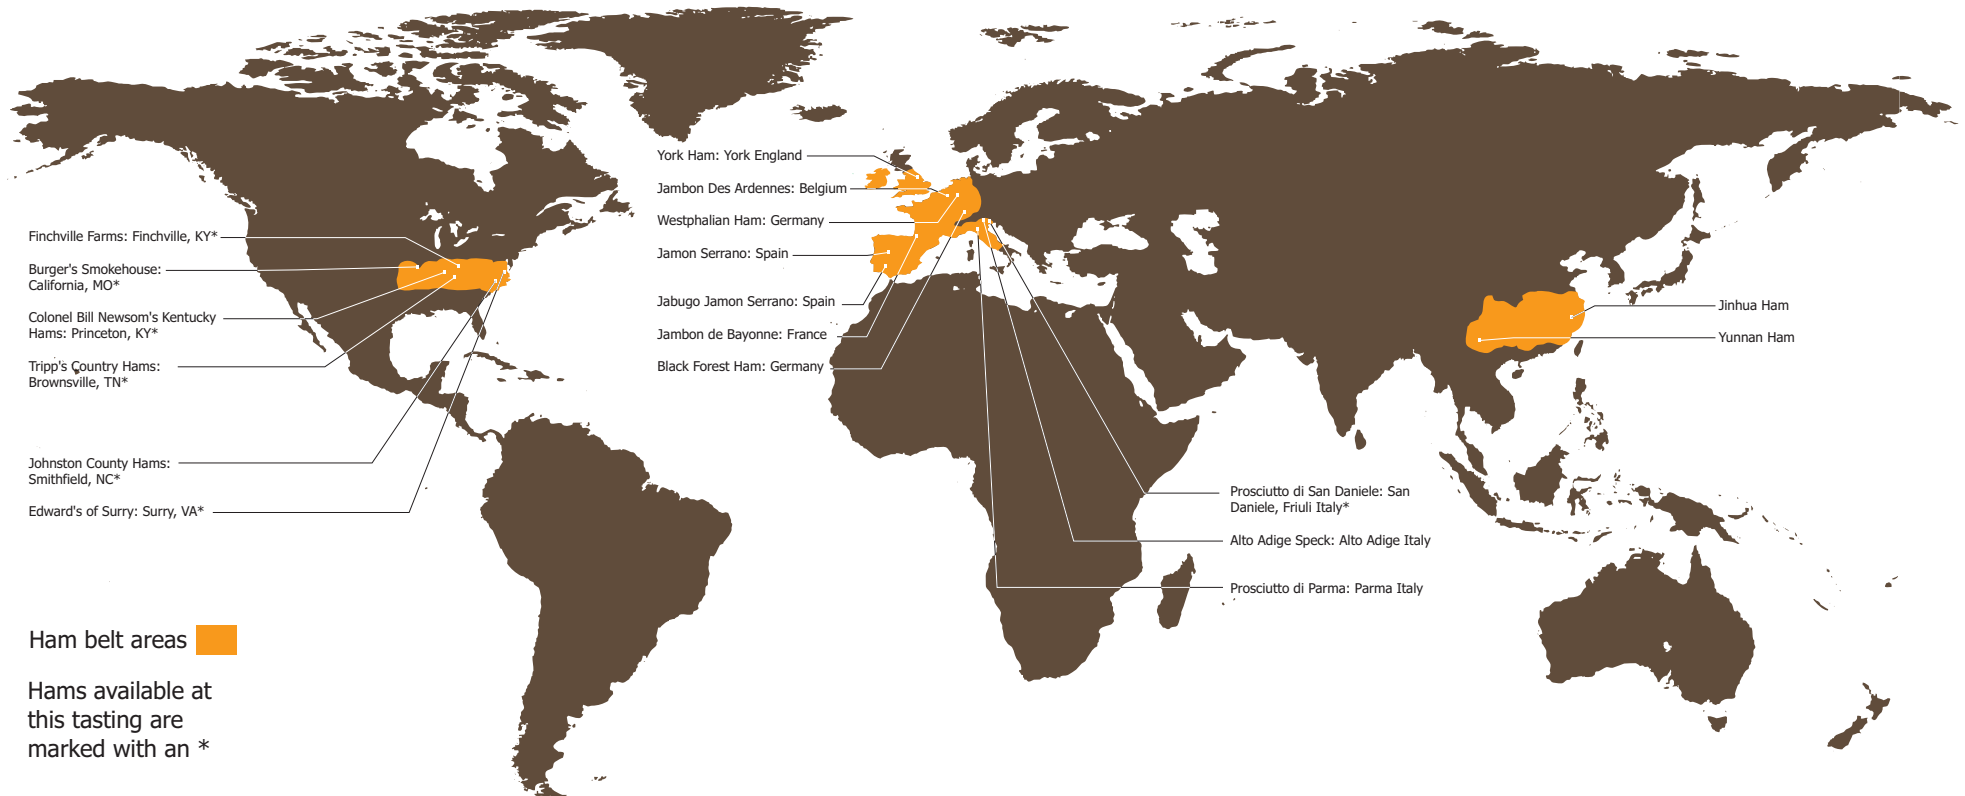 Finchville Farms: Finchville, KY*
Burger's Smokehouse:
California, MO*
Colonel Bill Newsom's Kentucky
Hams: Princeton, KY*
Tripp's Country Hams:
Brownsville, TN*
Johnston County Hams:
Smithfield, NC*
Edward's of Surry: Surry, VA*
York Ham: York England
Jambon Des Ardennes: Belgium
Westphalian Ham: Germany
Jamon Serrano: Spain
Jabugo Jamon Serrano: Spain
Jambon de Bayonne: France
Black Forest Ham: Germany
Prosciutto di San Daniele: San
Daniele, Friuli Italy*
Alto Adige Speck: Alto Adige Italy
Prosciutto di Parma: Parma Italy
Jinhua Ham
Yunnan Ham
Ham belt areas
Hams available at
this tasting are
marked with an *